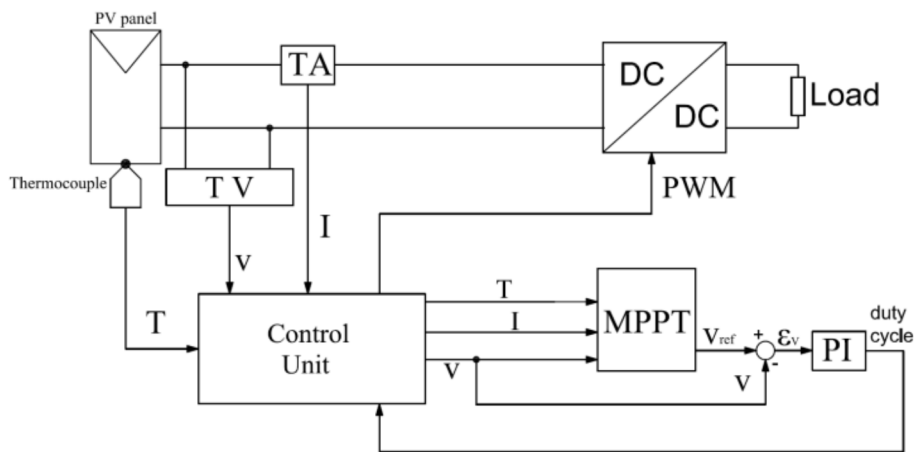 PV panel
TA
DC
DC
Load
Thermocouple
T V
PWM
I
v
T
Control
Unit
T
I
v
MPPT
Vref
+
-
v
εv
PI
duty
cycle